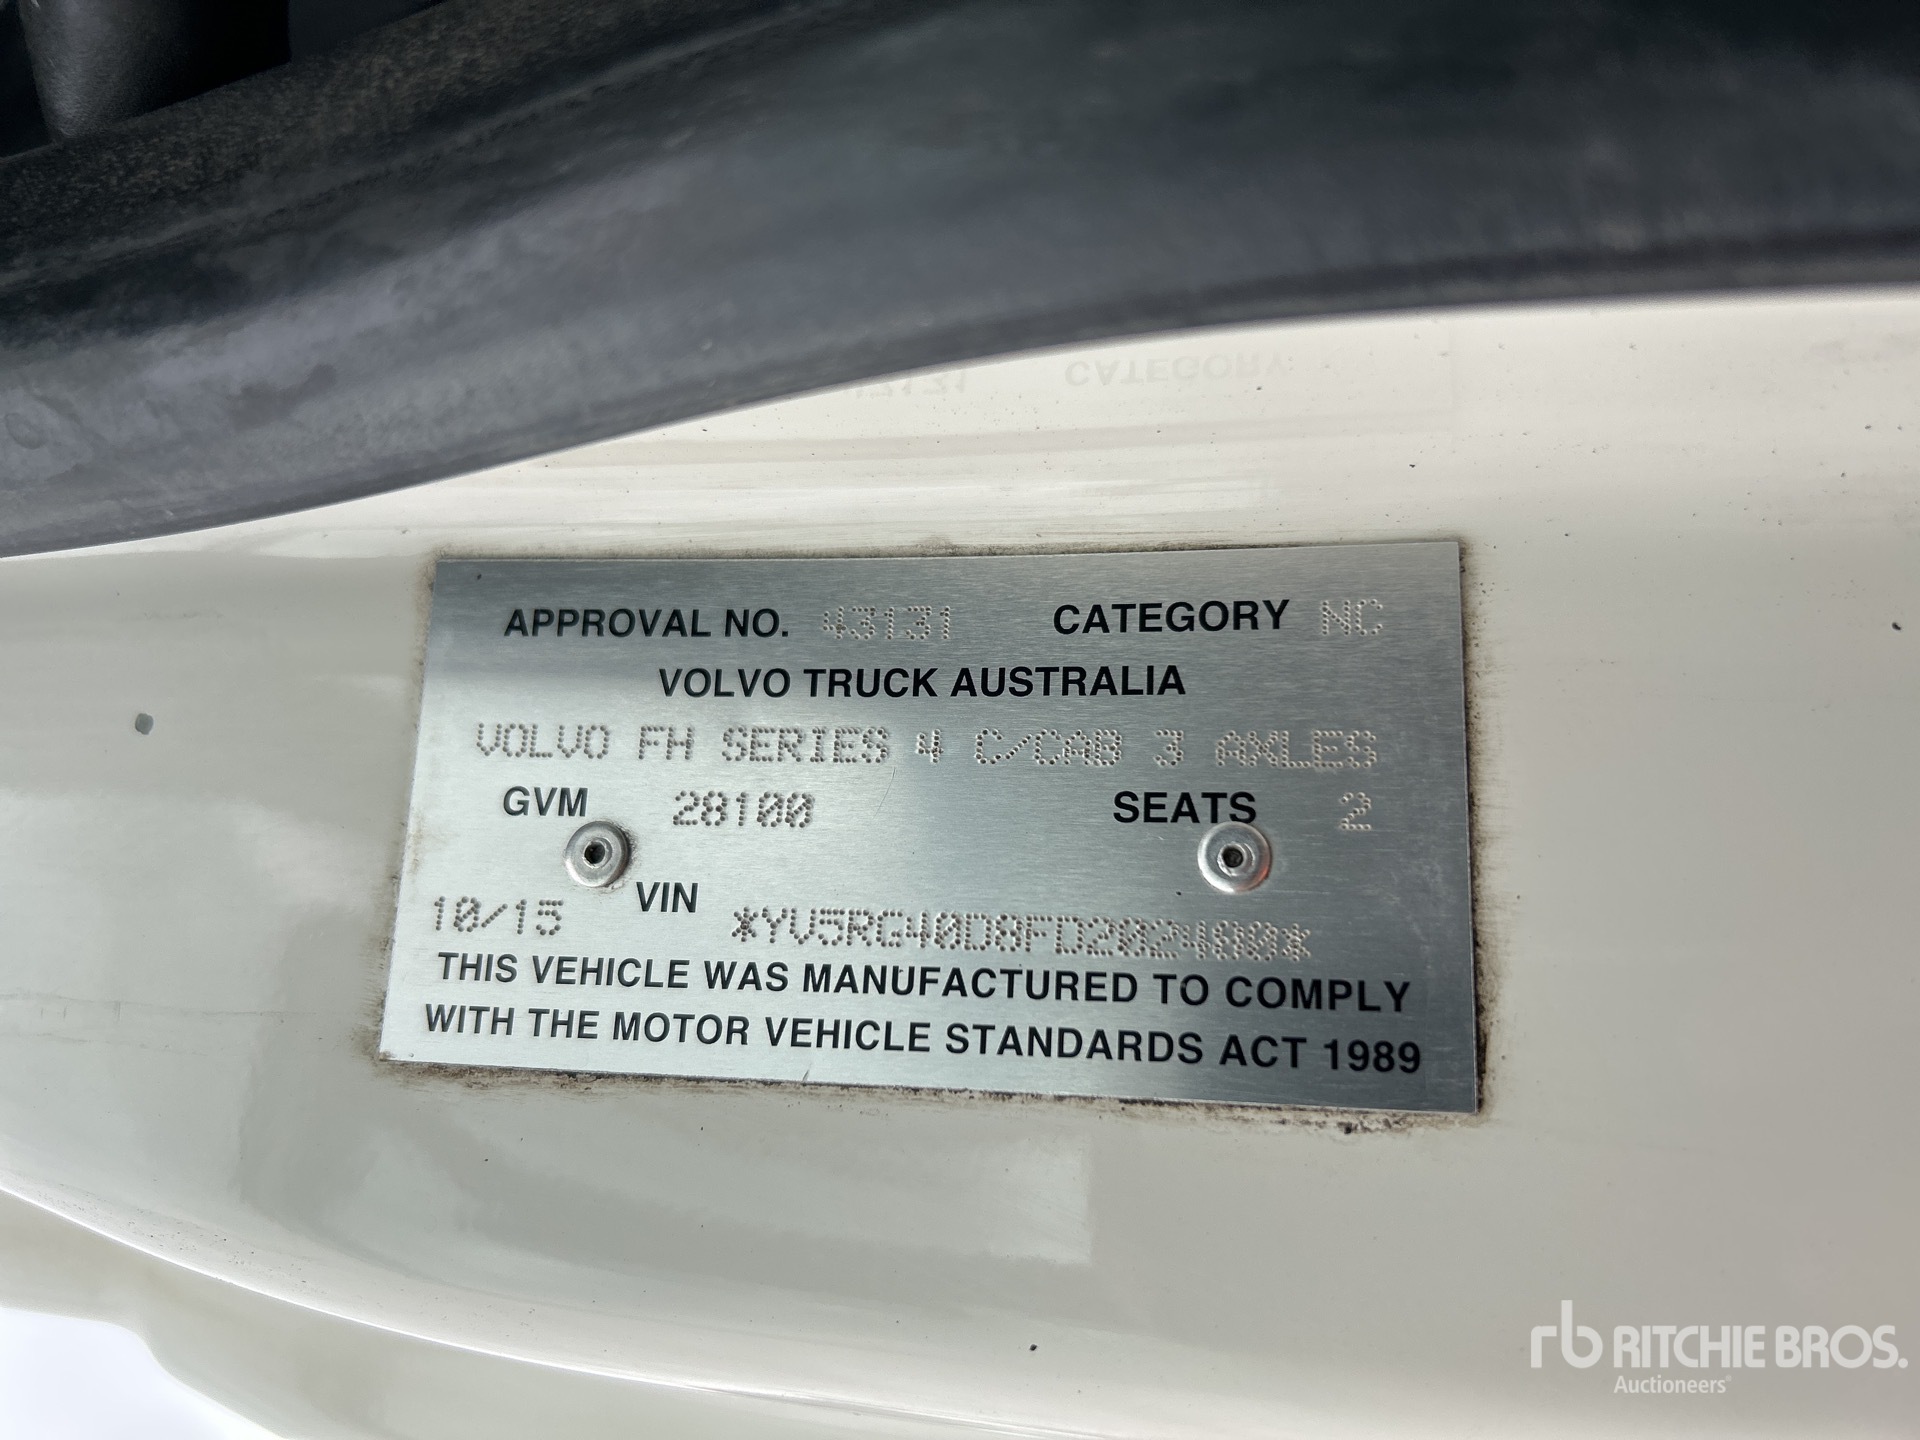 APPROVAL NO. 43131 CATEGORY NC
VOLVO TRUCK AUSTRALIA
VOLVO FH SERIES 4 C/CAB 3 AXLES
GVM 28100 SEATS 2
10/15 VIN *YV5RG40D8FD202400*
THIS VEHICLE WAS MANUFACTURED TO COMPLY
WITH THE MOTOR VEHICLE STANDARDS ACT 1989
rb RITCHIE BROS.
Auctioneers